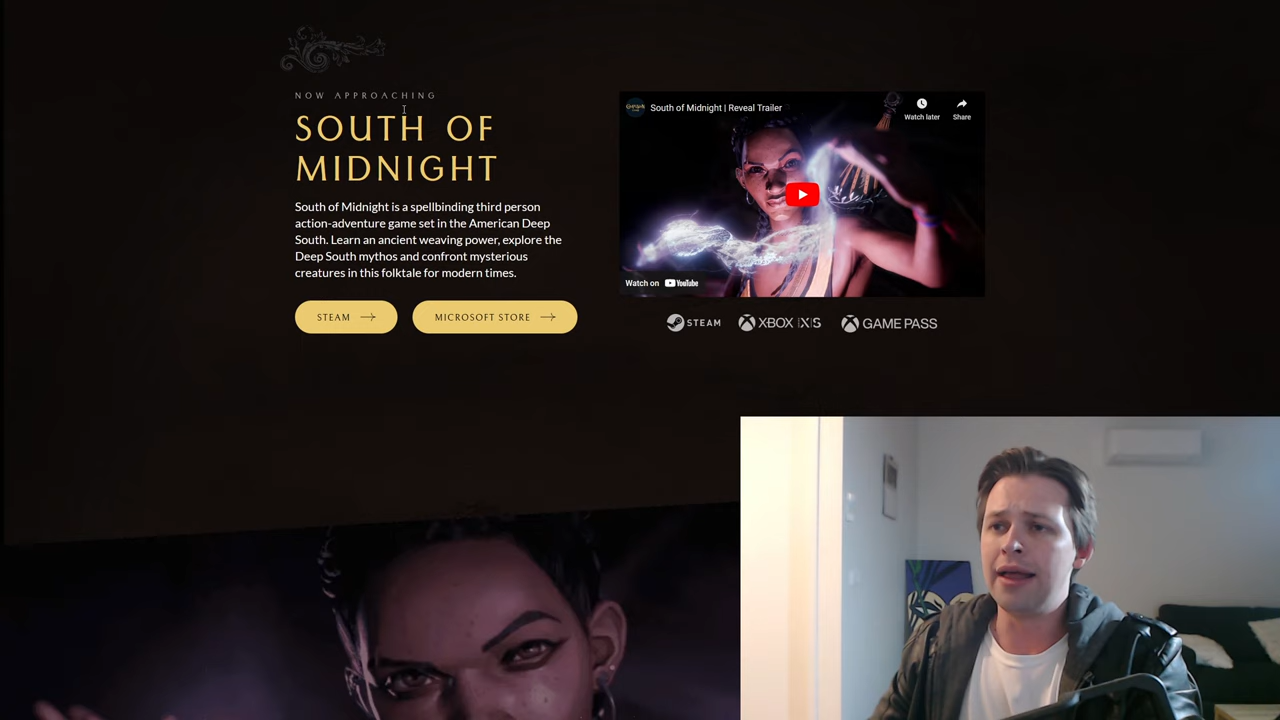 NOW APPROACHING
SOUTH OF
MIDNIGHT
South of Midnight is a spellbinding third person
action-adventure game set in the American Deep
South. Learn an ancient weaving power, explore the
Deep South mythos and confront mysterious
creatures in this folktale for modern times.
STEAM
MICROSOFT STORE
South of Midnight | Reveal Trailer
Watch later
Share
Watch on YouTube
STEAM
XBOX X|S
GAME PASS